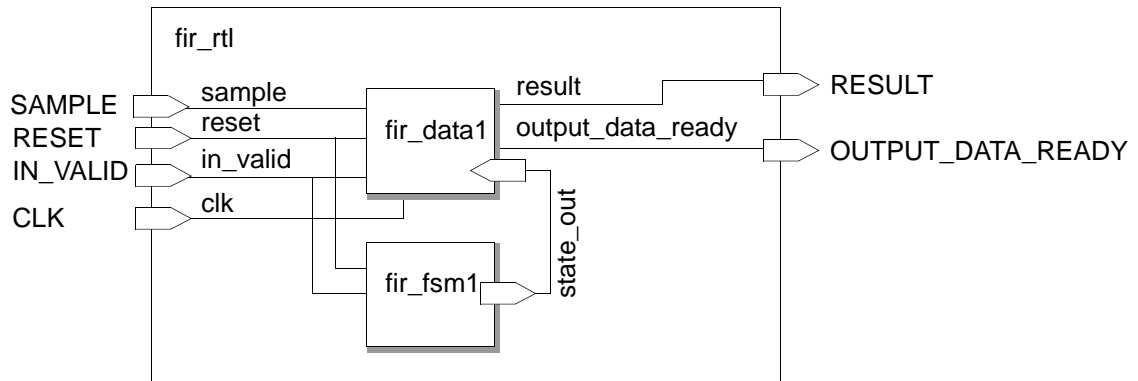 fir_rtl
SAMPLE
RESET
IN_VALID
CLK
sample
reset
in_valid
clk
fir_data1
fir_fsm1
result
output_data_ready
state_out
RESULT
OUTPUT_DATA_READY